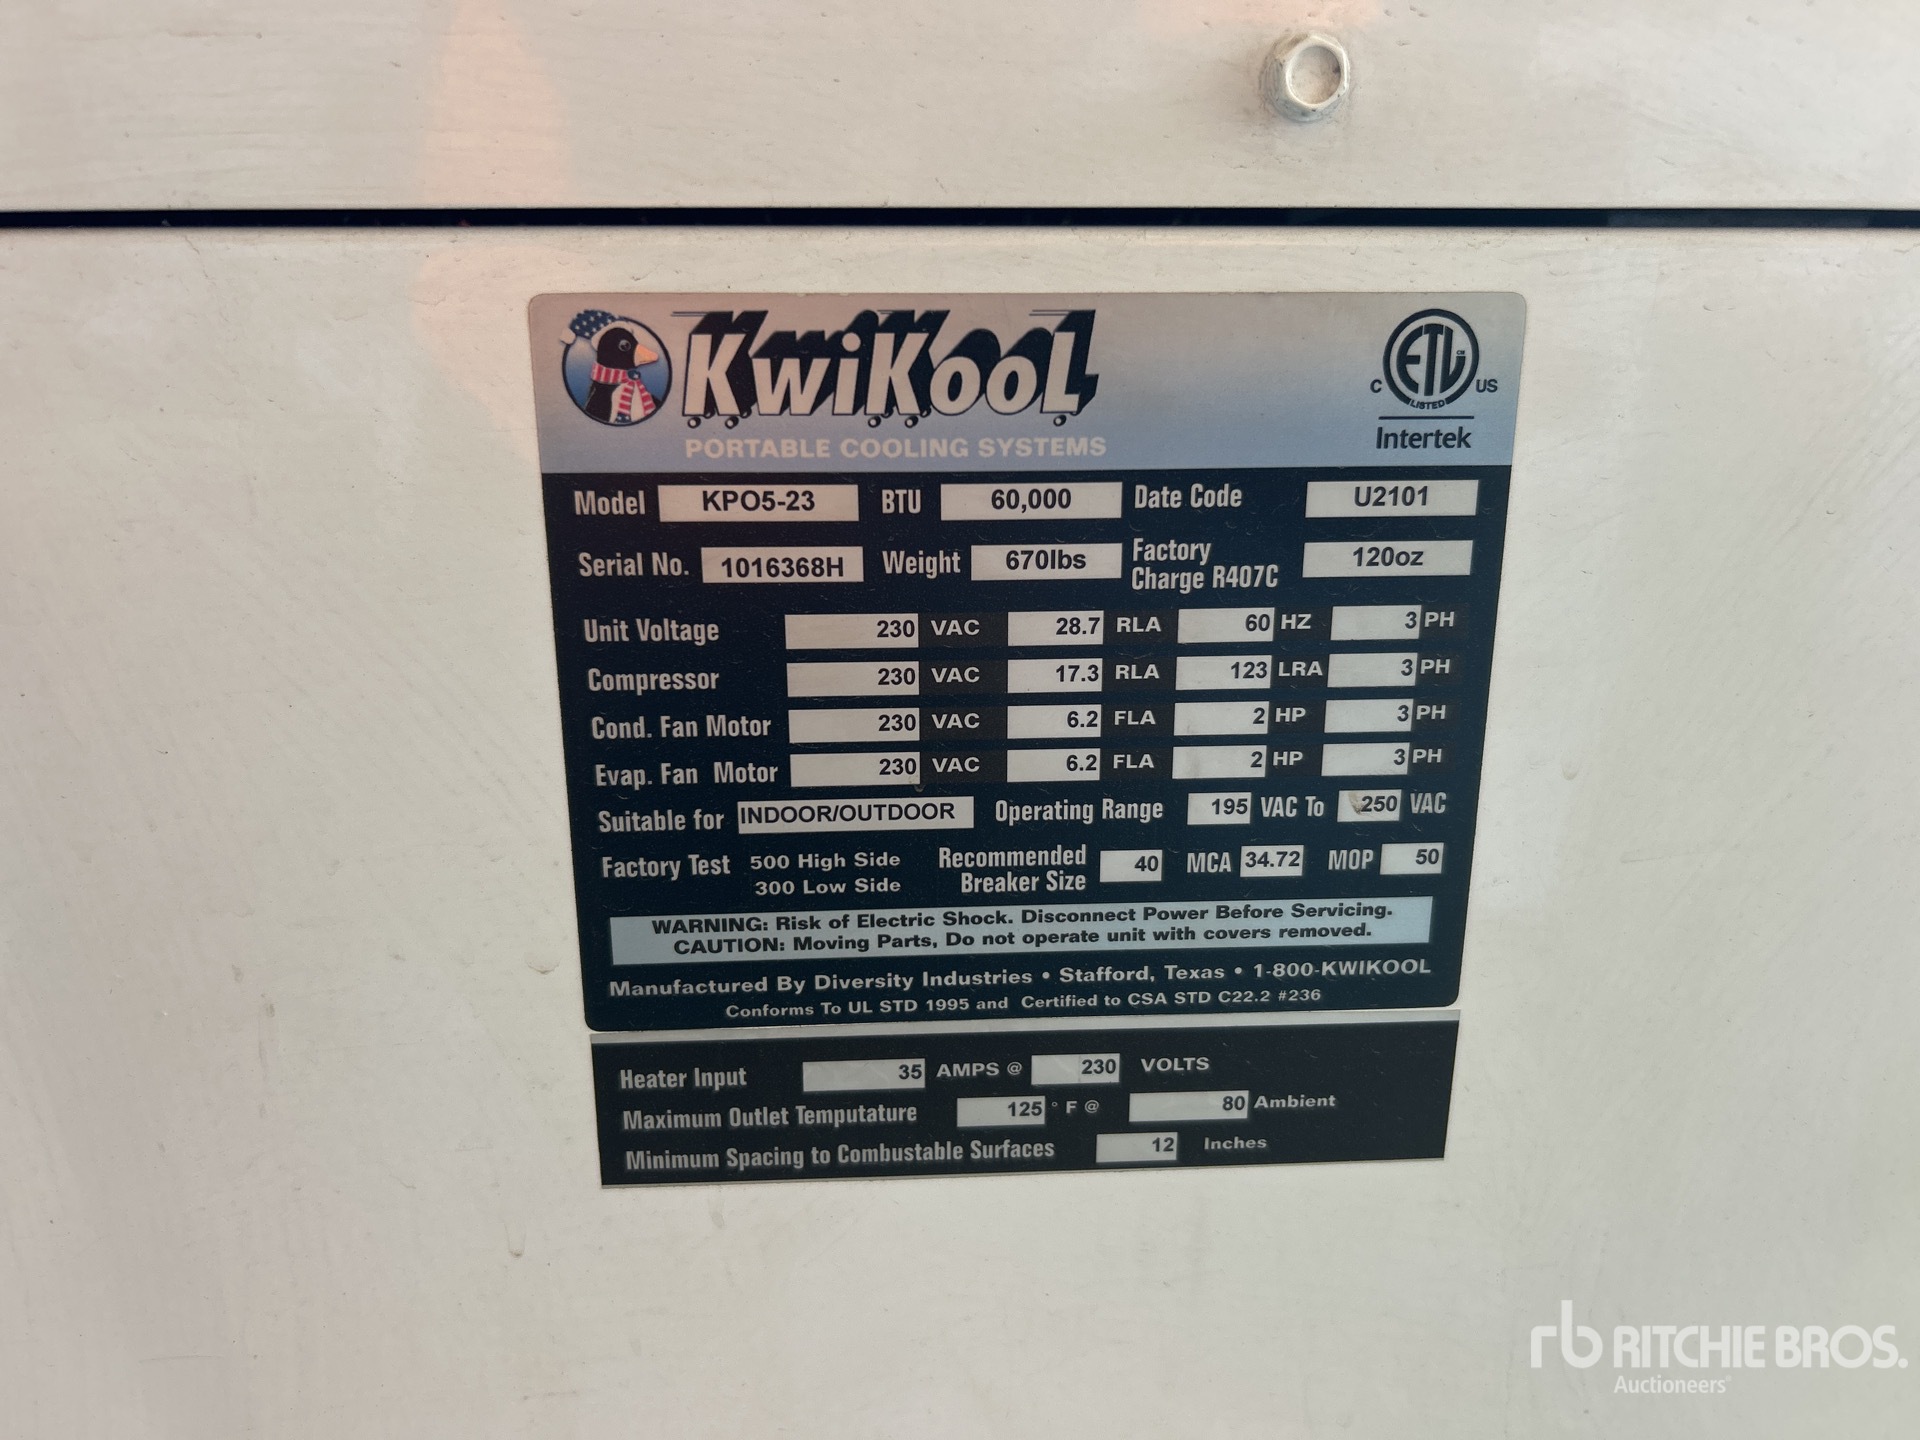 KwiKool
PORTABLE COOLING SYSTEMS
C ETL CM US
LISTED
Intertek
Model KPO5-23 BTU 60,000 Date Code U2101
Serial No. 1016368H Weight 670lbs Factory Charge R407C 120oz
Unit Voltage 230 VAC 28.7 RLA 60 HZ 3 PH
Compressor 230 VAC 17.3 RLA 123 LRA 3 PH
Cond. Fan Motor 230 VAC 6.2 FLA 2 HP 3 PH
Evap. Fan Motor 230 VAC 6.2 FLA 2 HP 3 PH
Suitable for INDOOR/OUTDOOR Operating Range 195 VAC To 250 VAC
Factory Test 500 High Side 300 Low Side Recommended Breaker Size 40 MCA 34.72 MOP 50
WARNING: Risk of Electric Shock. Disconnect Power Before Servicing.
CAUTION: Moving Parts, Do not operate unit with covers removed.
Manufactured By Diversity Industries • Stafford, Texas • 1-800-KWIKOOL
Conforms To UL STD 1995 and Certified to CSA STD C22.2 #236
Heater Input 35 AMPS @ 230 VOLTS
Maximum Outlet Temputature 125 ° F @ 80 Ambient
Minimum Spacing to Combustable Surfaces 12 Inches
rb RITCHIE BROS.
Auctioneers